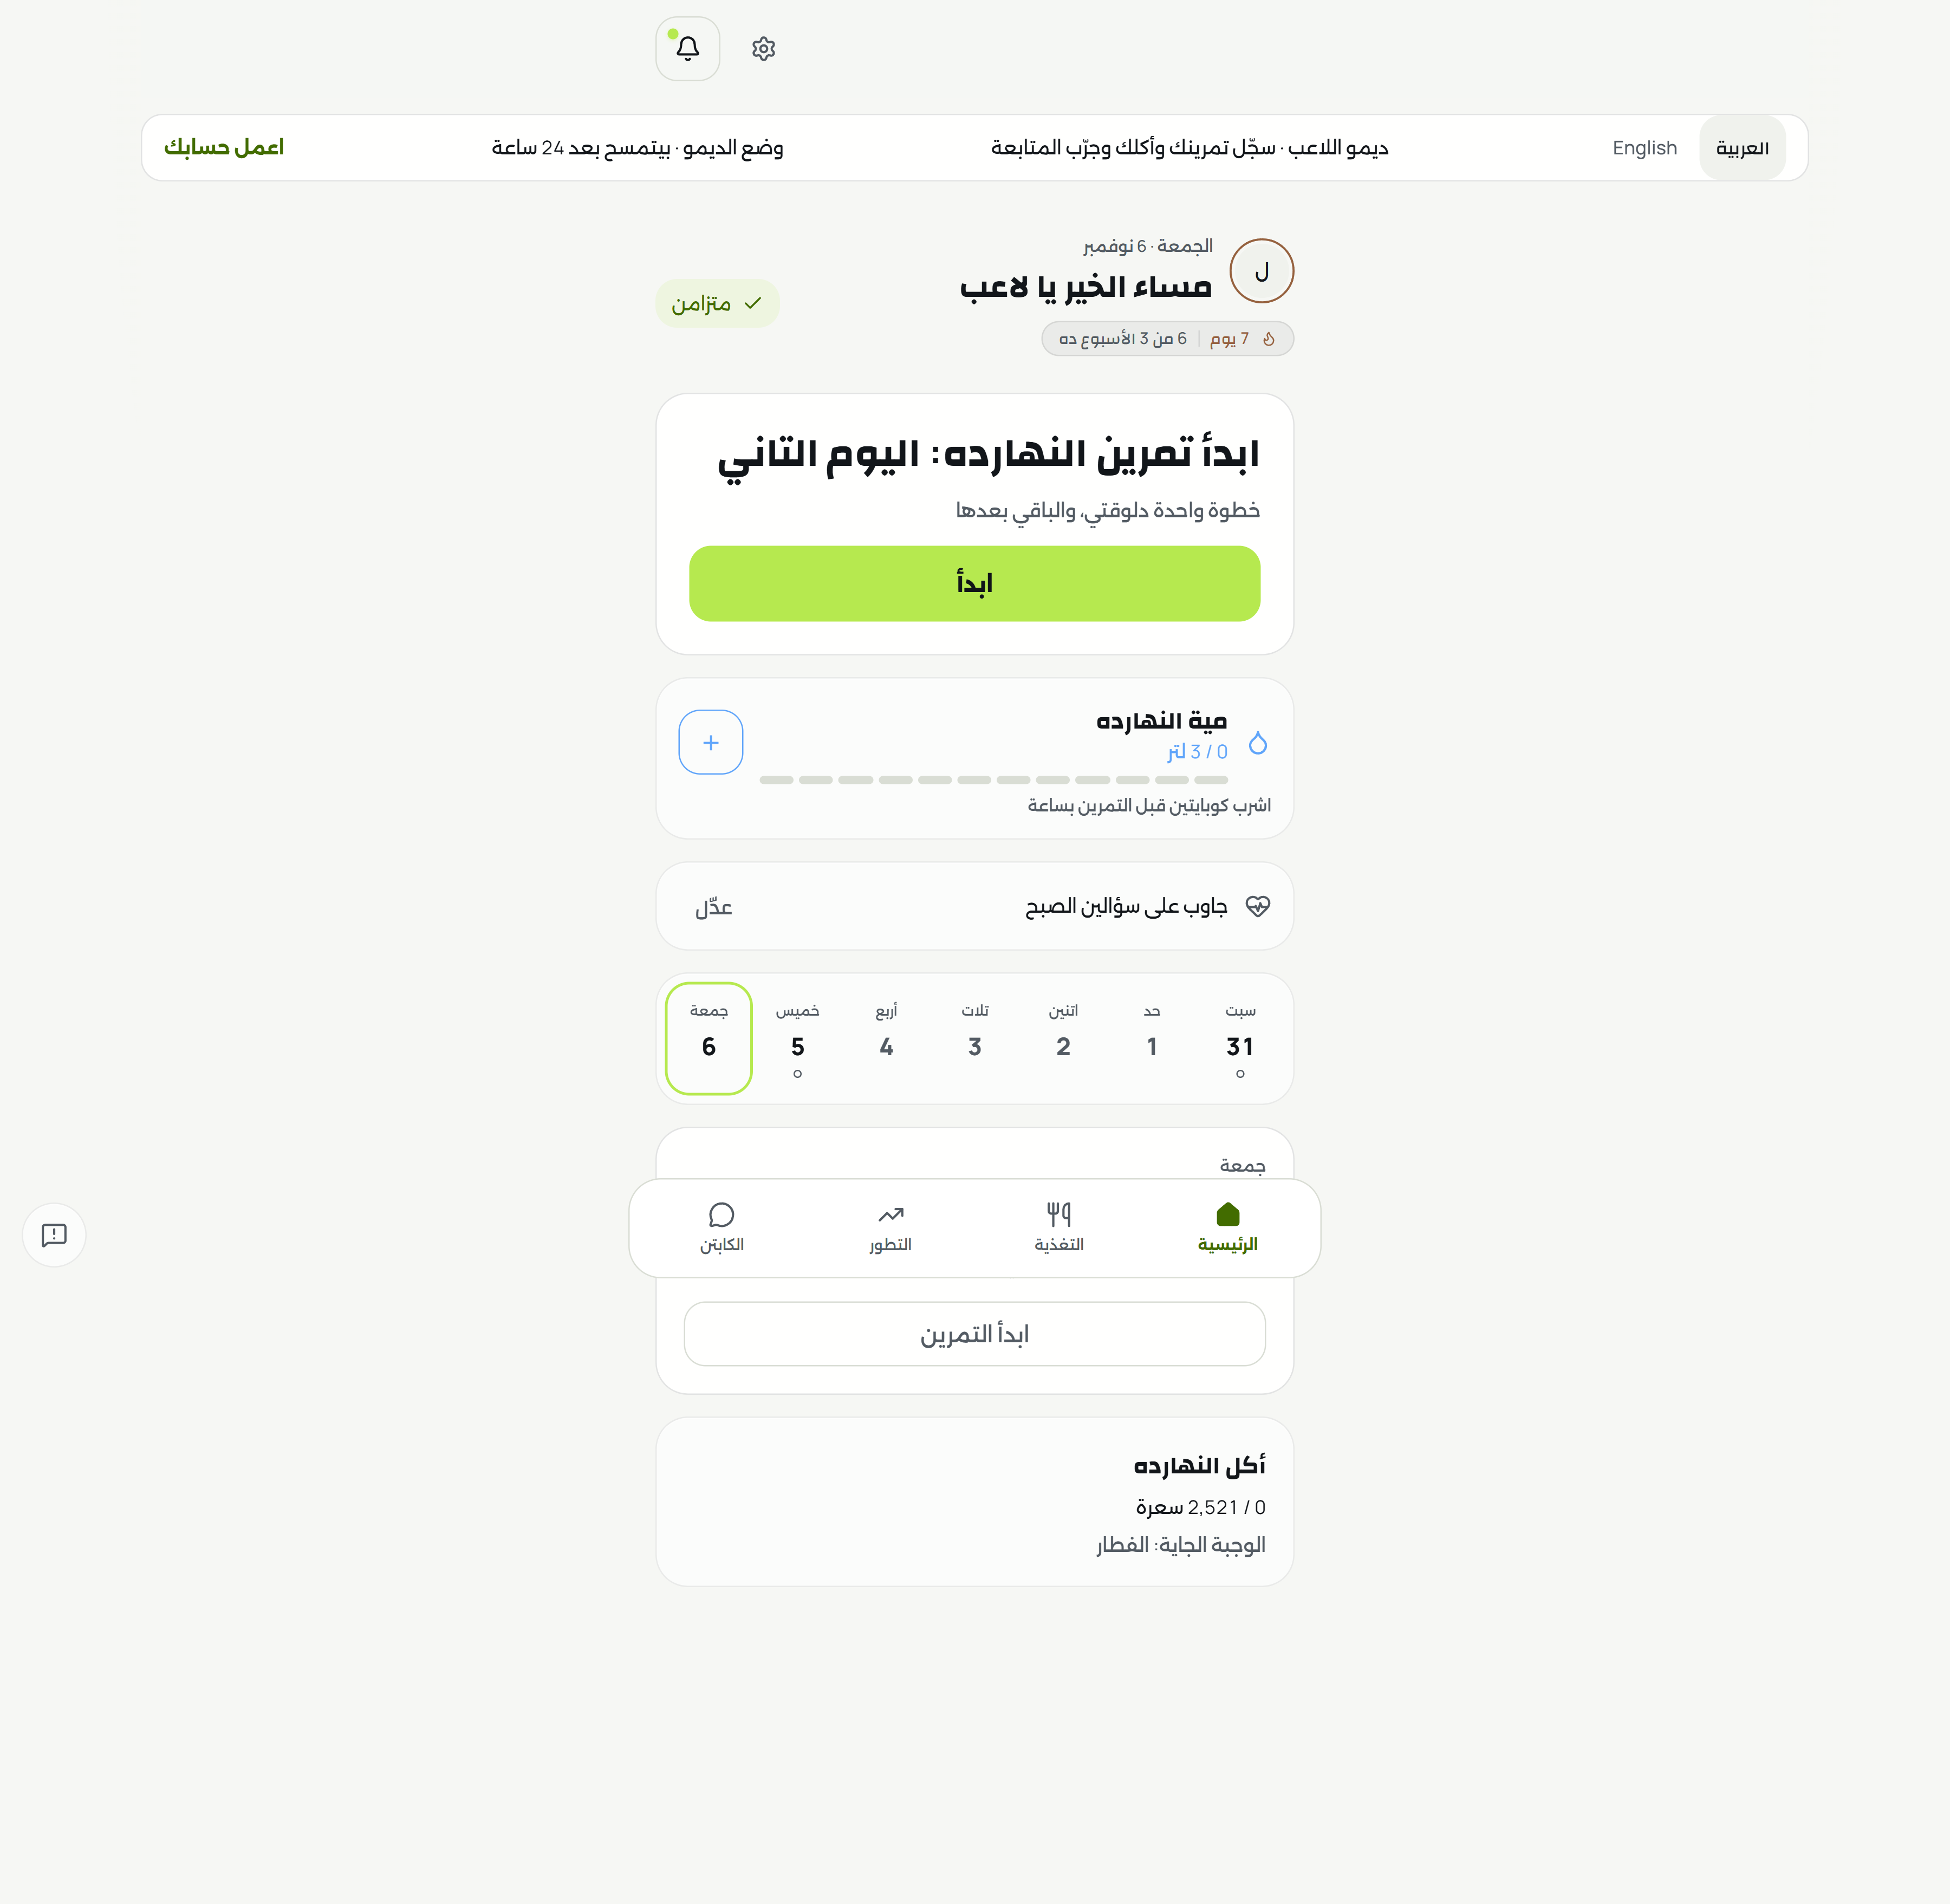 العربية
English
ديمو اللاعب · سجّل تمرينك وأكلك وجرّب المتابعة
وضع الديمو · بيتمسح بعد 24 ساعة
اعمل حسابك
ل
الجمعة · 6 نوفمبر
مساء الخير يا لاعب
7 يوم
6 من 3 الأسبوع ده
متزامن
ابدأ تمرين النهارده: اليوم التاني
خطوة واحدة دلوقتي، والباقي بعدها
ابدأ
مية النهارده
0 / 3 لتر
اشرب كوبايتين قبل التمرين بساعة
جاوب على سؤالين الصبح
عدّل
سبت
31
حد
1
اتنين
2
تلات
3
أربع
4
خميس
5
جمعة
6
جمعة
الرئيسية
التغذية
التطور
الكابتن
ابدأ التمرين
أكل النهارده
0 / 2,521 سعرة
الوجبة الجاية: الفطار